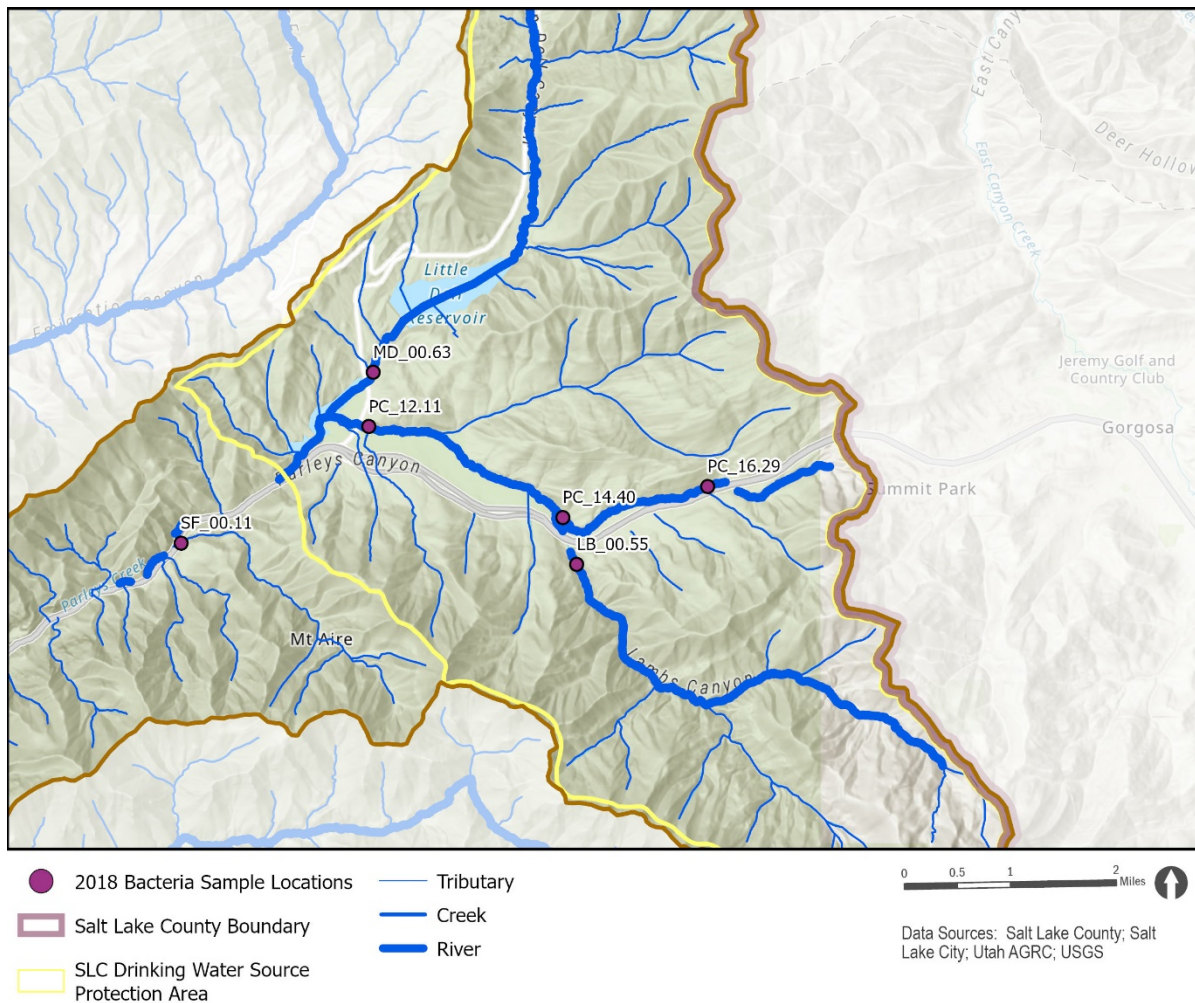 East Canyon
Deer Hollow
East Canyon
Creek
Little
Dell
Reservoir
Emigration Canyon
MD_00.63
Jeremy Golf and
Country Club
PC_12.11
Gorgosa
Parleys Canyon
PC_16.29
Summit Park
PC_14.40
SF_00.11
LB_00.55
Parleys Creek
Mt Aire
Lambs Canyon
2018 Bacteria Sample Locations
Salt Lake County Boundary
SLC Drinking Water Source
Protection Area
Tributary
Creek
River
0 0.5 1 2
Miles
Data Sources: Salt Lake County; Salt
Lake City; Utah AGRC; USGS